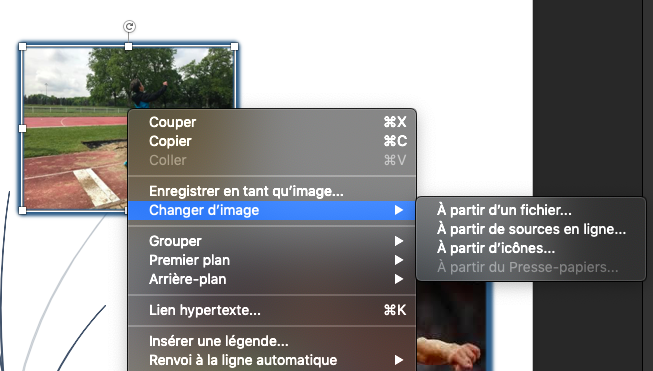 Couper ⌘X
Copier ⌘C
Coller ⌘V
Enregistrer en tant qu’image...
Changer d’image
À partir d’un fichier...
À partir de sources en ligne...
À partir d’icônes...
À partir du Presse-papiers...
Grouper
Premier plan
Arrière-plan
Lien hypertexte... ⌘K
Insérer une légende...
Renvoi à la ligne automatique